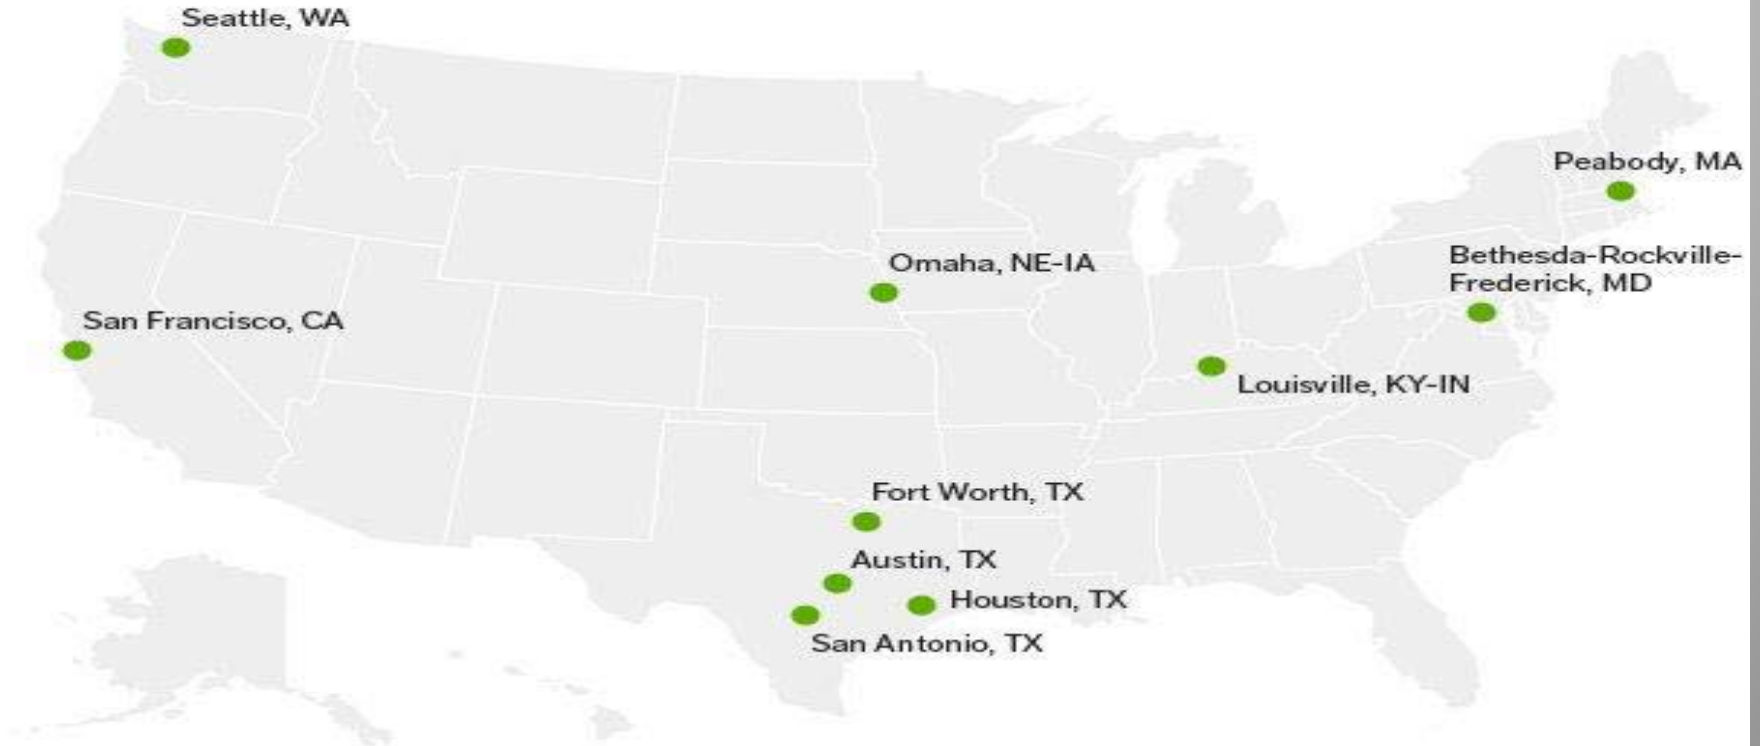 Seattle, WA
Peabody, MA
Bethesda-Rockville-
Frederick, MD
Omaha, NE-IA
San Francisco, CA
Louisville, KY-IN
Fort Worth, TX
Austin, TX
Houston, TX
San Antonio, TX